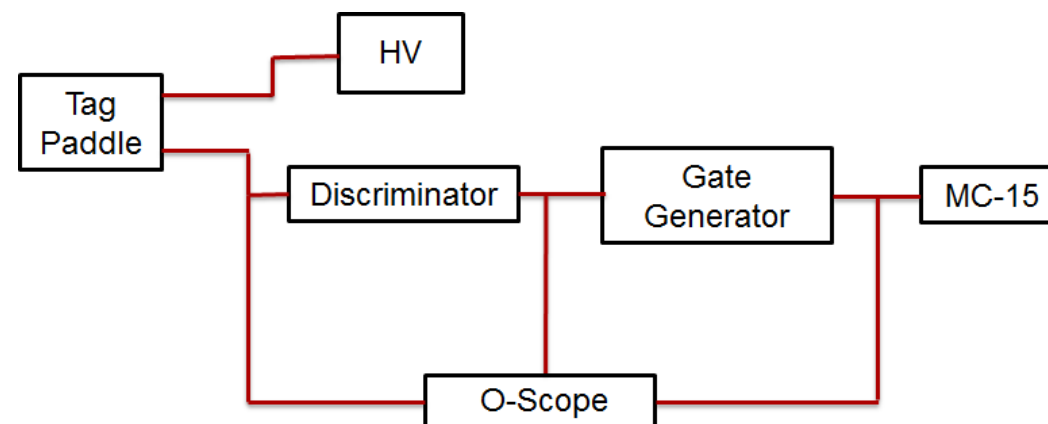 HV
Tag
Paddle
Discriminator
Gate
Generator
MC-15
O-Scope